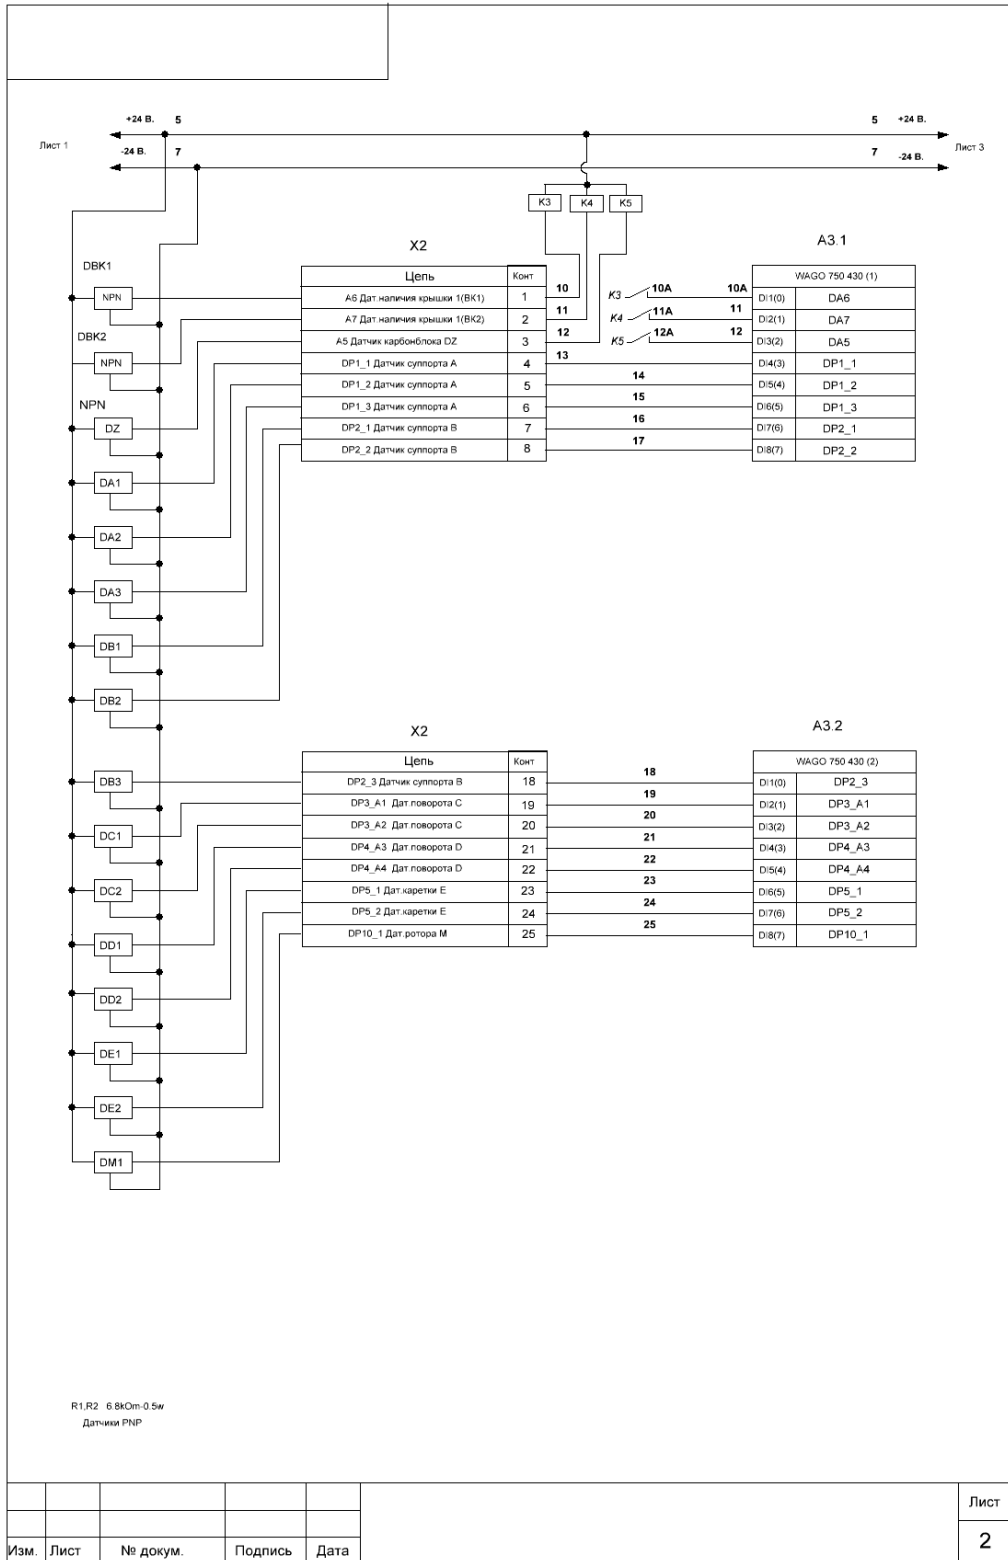 +24 В. 5 5 +24 В.
Лист 1 Лист 3
-24 В. 7 7 -24 В.
K3 K4 K5
X2 A3.1
DBK1
Цепь Конт WAGO 750 430 (1)
NPN A6 Дат.наличия крышки 1(ВК1) 1 10 K3 10A 10A DI1(0) DA6
A7 Дат.наличия крышки 1(ВК2) 2 11 K4 11A 11 DI2(1) DA7
DBK2
A5 Датчик карбонблока DZ 3 12 K5 12A 12 DI3(2) DA5
NPN DP1_1 Датчик суппорта A 4 13 DI4(3) DP1_1
DP1_2 Датчик суппорта A 5 14 DI5(4) DP1_2
NPN DP1_3 Датчик суппорта A 6 15 DI6(5) DP1_3
DZ DP2_1 Датчик суппорта B 7 16 DI7(6) DP2_1
DP2_2 Датчик суппорта B 8 17 DI8(7) DP2_2
DA1
DA2
DA3
DB1
DB2
X2 A3.2
Цепь Конт WAGO 750 430 (2)
DB3 DP2_3 Датчик суппорта B 18 18 DI1(0) DP2_3
DP3_A1 Дат.поворота C 19 19 DI2(1) DP3_A1
DC1 DP3_A2 Дат.поворота C 20 20 DI3(2) DP3_A2
DP4_A3 Дат.поворота D 21 21 DI4(3) DP4_A3
DP4_A4 Дат.поворота D 22 22 DI5(4) DP4_A4
DC2 DP5_1 Дат.каретки E 23 23 DI6(5) DP5_1
DP5_2 Дат.каретки E 24 24 DI7(6) DP5_2
DP10_1 Дат.ротора M 25 25 DI8(7) DP10_1
DD1
DD2
DE1
DE2
DM1
R1,R2 6.8kOm-0.5w
Датчики PNP
Лист
2
Изм. Лист № докум. Подпись Дата